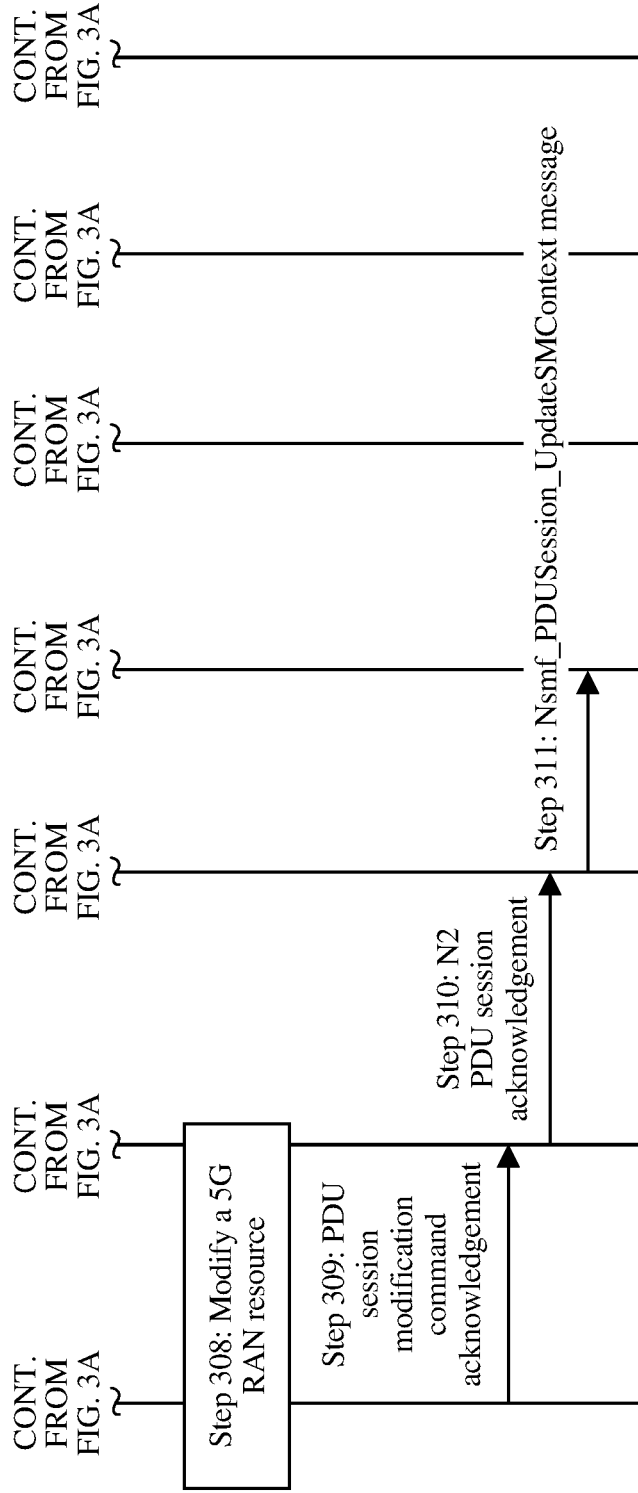 CONT.
FROM
FIG. 3A
CONT.
FROM
FIG. 3A
CONT.
FROM
FIG. 3A
CONT.
FROM
FIG. 3A
CONT.
FROM
FIG. 3A
CONT.
FROM
FIG. 3A
CONT.
FROM
FIG. 3A
Step 308: Modify a 5G
RAN resource
Step 309: PDU
session
modification
command
acknowledgement
Step 310: N2
PDU session
acknowledgement
Step 311: Nsmf_PDUSession_UpdateSMContext message